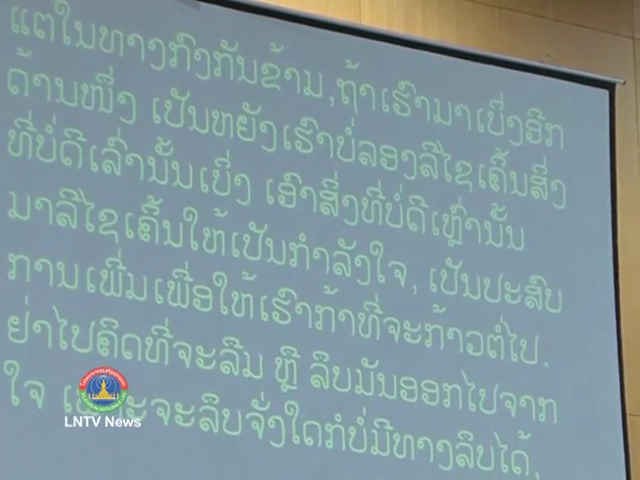 ແຕ່ໃນທາງກົງກັນຂ້າມ,ຖ້າເຮົາມາເບິ່ງອີກ
ດ້ານໜຶ່ງ ເປັນຫຍັງເຮົາບໍ່ລອງລີໄຊເຄິ້ນສິ່ງ
ທີ່ບໍ່ດີເລົ່ານັ້ນເບິ່ງ ເອົາສິ່ງທີ່ບໍ່ດີເຫຼົ່ານັ້ນ
ມາລີໄຊເຄິ້ນໃຫ້ເປັນກຳລັງໃຈ, ເປັນປະສົບ
ການເພີ່ມເພື່ອໃຫ້ເຮົາກ້າທີ່ຈະກ້າວຕໍ່ໄປ.
ຢ່າໄປຄິດທີ່ຈະລືມ ຫຼື ລຶບມັນອອກໄປຈາກ
ໃຈ ຈະລຶບຈັ່ງໃດກໍບໍ່ມີທາງລຶບໄດ້.
LNTV News